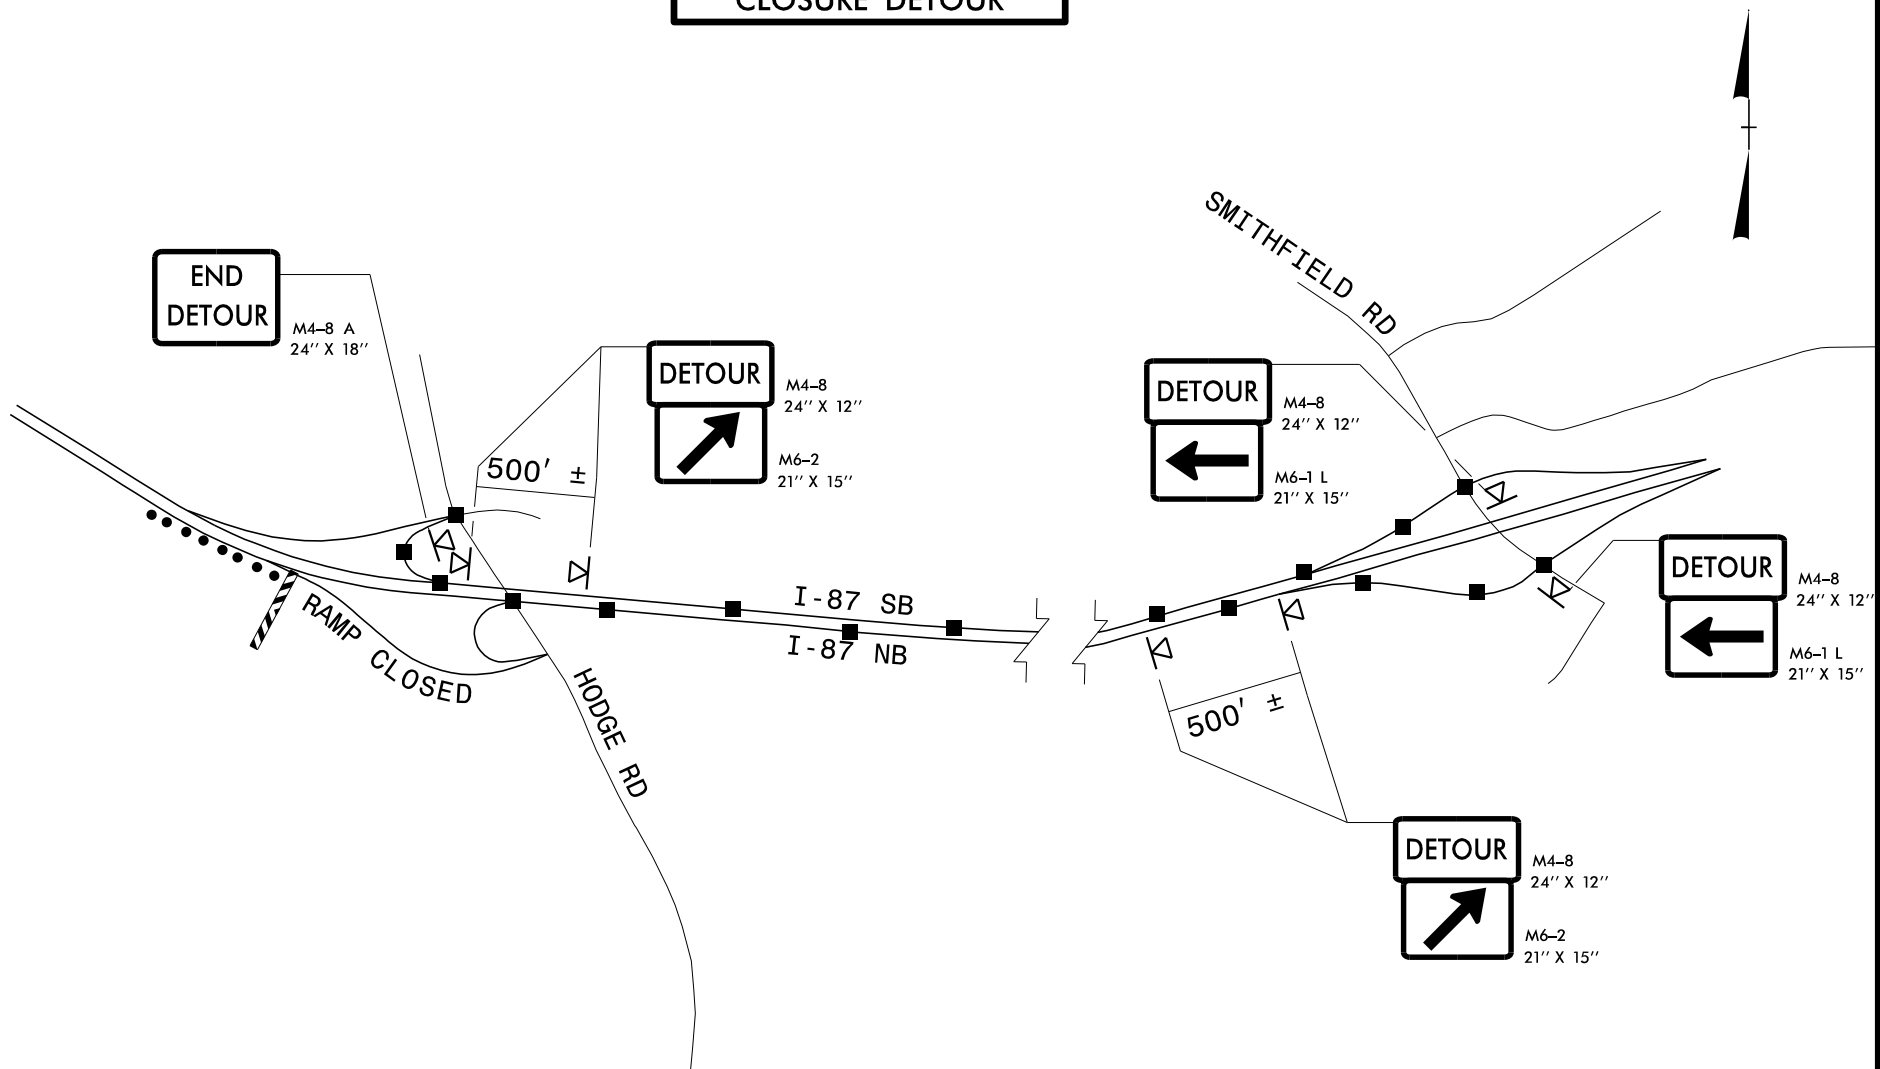 CLOSURE DETOUR
SMITHFIELD RD
END
DETOUR
M4–8 A
24'' X 18''
DETOUR
M4–8
24'' X 12''
M6–2
21'' X 15''
500' ±
DETOUR
M4–8
24'' X 12''
M6–1 L
21'' X 15''
DETOUR
M4–8
24'' X 12''
M6–1 L
21'' X 15''
I-87 SB
I-87 NB
RAMP CLOSED
HODGE RD
500' ±
DETOUR
M4–8
24'' X 12''
M6–2
21'' X 15''